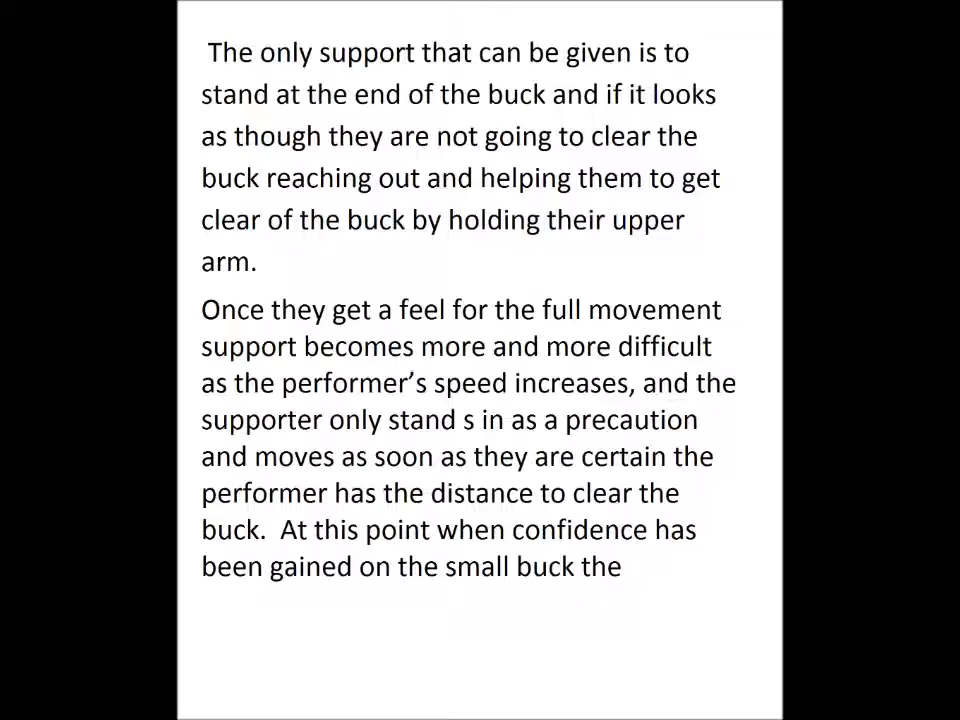 The only support that can be given is to
stand at the end of the buck and if it looks
as though they are not going to clear the
buck reaching out and helping them to get
clear of the buck by holding their upper
arm.
Once they get a feel for the full movement
support becomes more and more difficult
as the performer’s speed increases, and the
supporter only stand s in as a precaution
and moves as soon as they are certain the
performer has the distance to clear the
buck.  At this point when confidence has
been gained on the small buck the